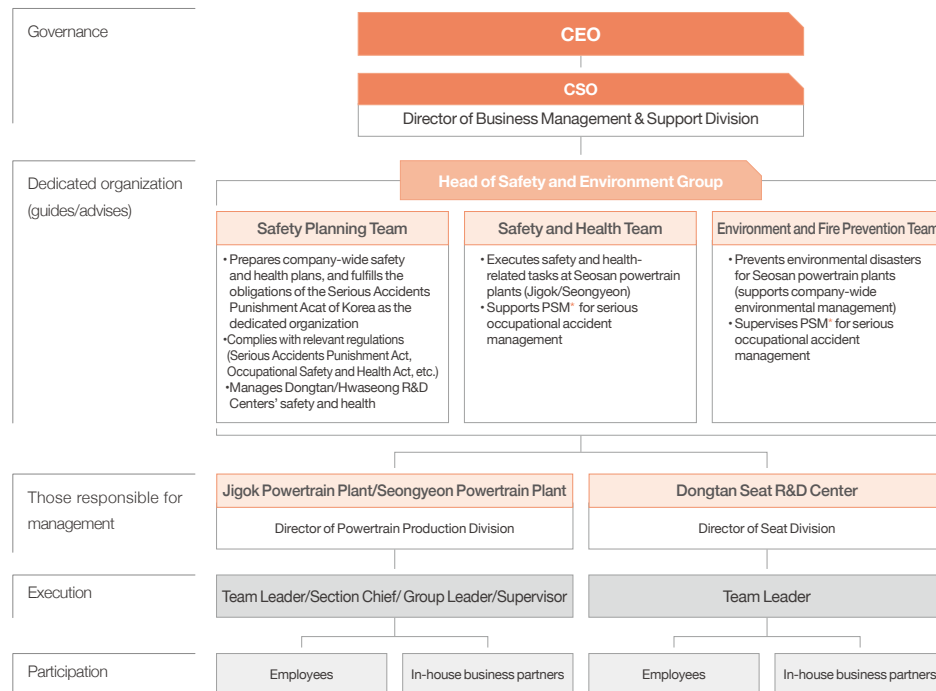 Governance
CEO
CSO
Director of Business Management & Support Division
Dedicated organization
(guides/advises)
Head of Safety and Environment Group
Safety Planning Team
• Prepares company-wide safety
and health plans, and fulfills the
obligations of the Serious Accidents
Punishment Acat of Korea as the
dedicated organization
•Complies with relevant regulations
(Serious Accidents Punishment Act,
Occupational Safety and Health Act, etc.)
•Manages Dongtan/Hwaseong R&D
Centers' safety and health
Safety and Health Team
• Executes safety and health-
related tasks at Seosan powertrain
plants (Jigok/Seongyeon)
• Supports PSM* for serious
occupational accident
management
Environment and Fire Prevention Team
• Prevents environmental disasters
for Seosan powertrain plants
(supports company-wide
environmental management)
• Supervises PSM* for serious
occupational accident
management
Those responsible for
management
Jigok Powertrain Plant/Seongyeon Powertrain Plant
Director of Powertrain Production Division
Dongtan Seat R&D Center
Director of Seat Division
Execution
Team Leader/Section Chief/ Group Leader/Supervisor
Team Leader
Participation
Employees
In-house business partners
Employees
In-house business partners